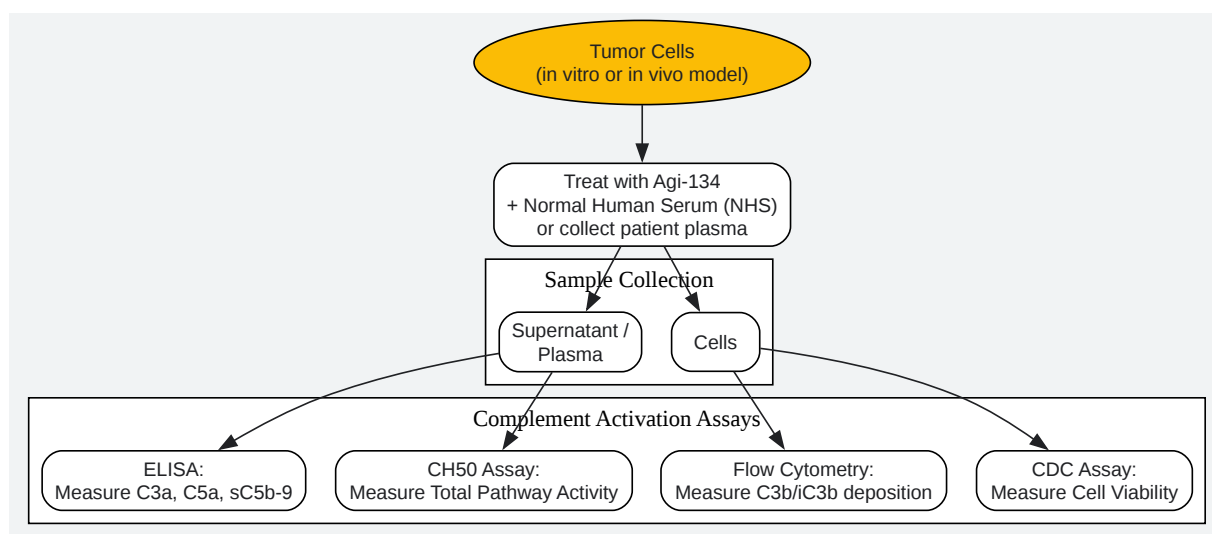 Tumor Cells
(in vitro or in vivo model)
Treat with Agi-134
+ Normal Human Serum (NHS)
or collect patient plasma
Sample Collection
Supernatant /
Plasma
Cells
Complement Activation Assays
ELISA:
Measure C3a, C5a, sC5b-9
CH50 Assay:
Measure Total Pathway Activity
Flow Cytometry:
Measure C3b/iC3b deposition
CDC Assay:
Measure Cell Viability